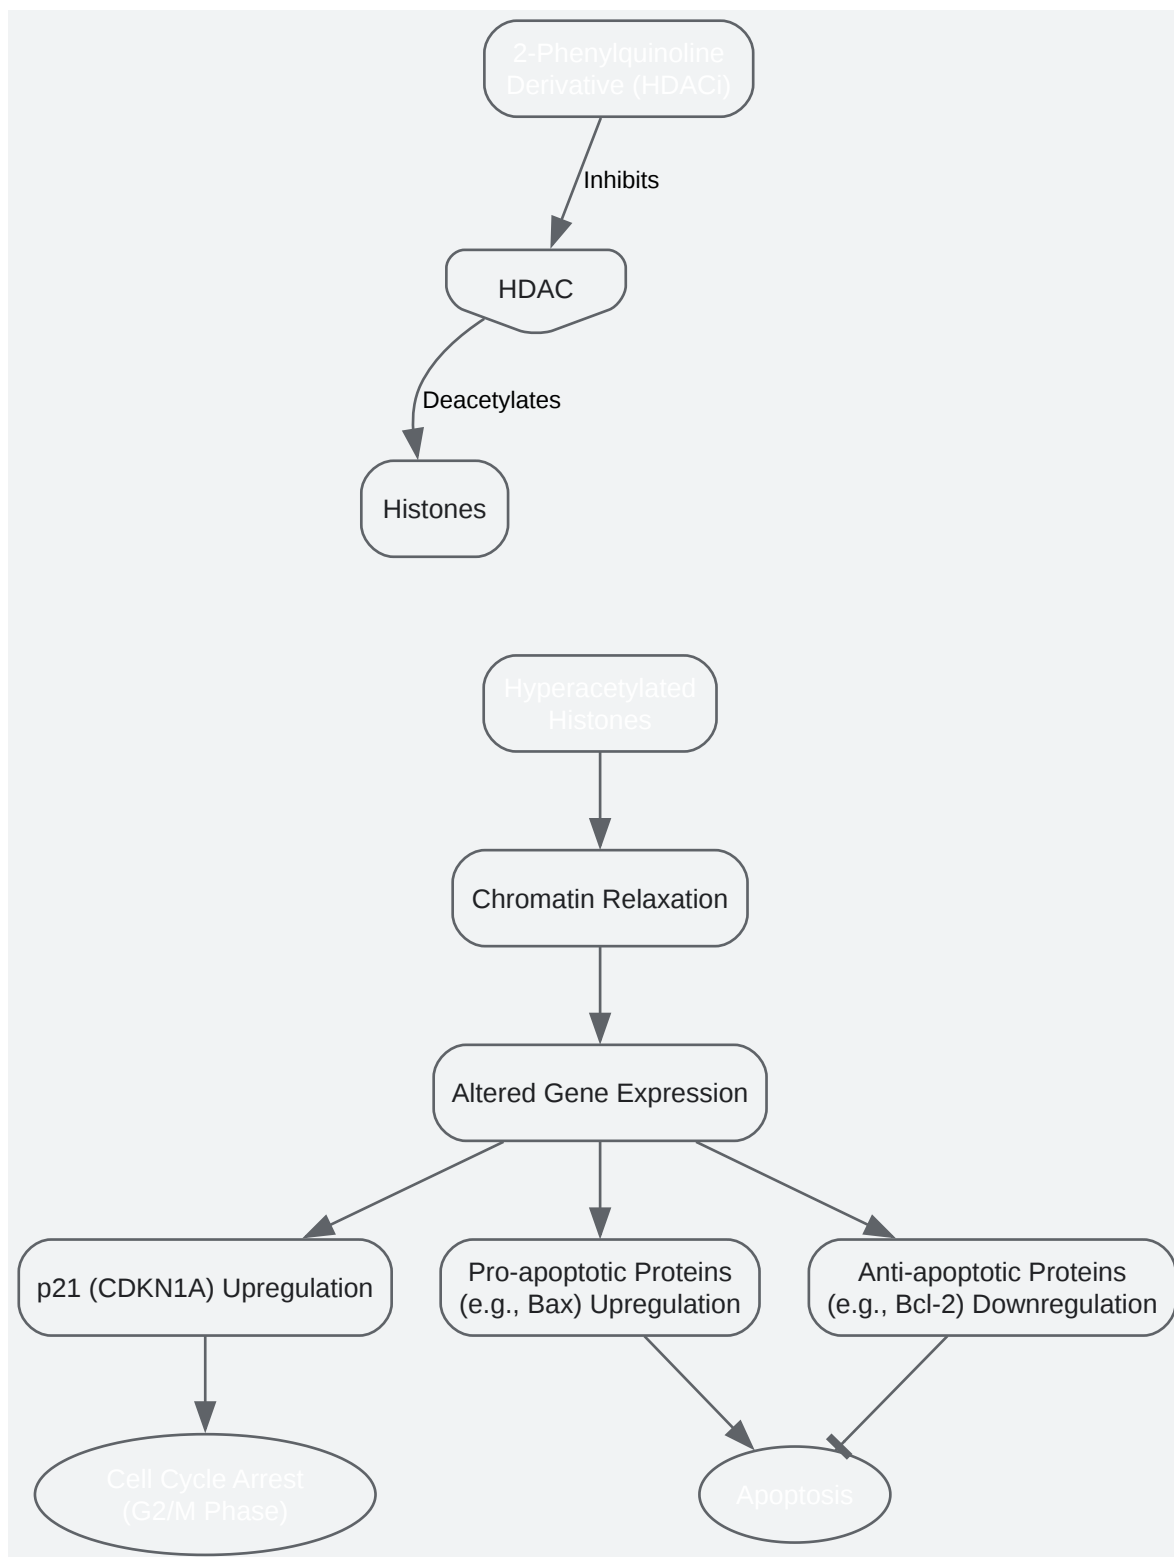 2-Phenylquinoline
Derivative (HDACi)
Inhibits
HDAC
Deacetylates
Histones
Hyperacetylated
Histones
Chromatin Relaxation
Altered Gene Expression
p21 (CDKN1A) Upregulation
Pro-apoptotic Proteins
(e.g., Bax) Upregulation
Anti-apoptotic Proteins
(e.g., Bcl-2) Downregulation
Cell Cycle Arrest
(G2/M Phase)
Apoptosis